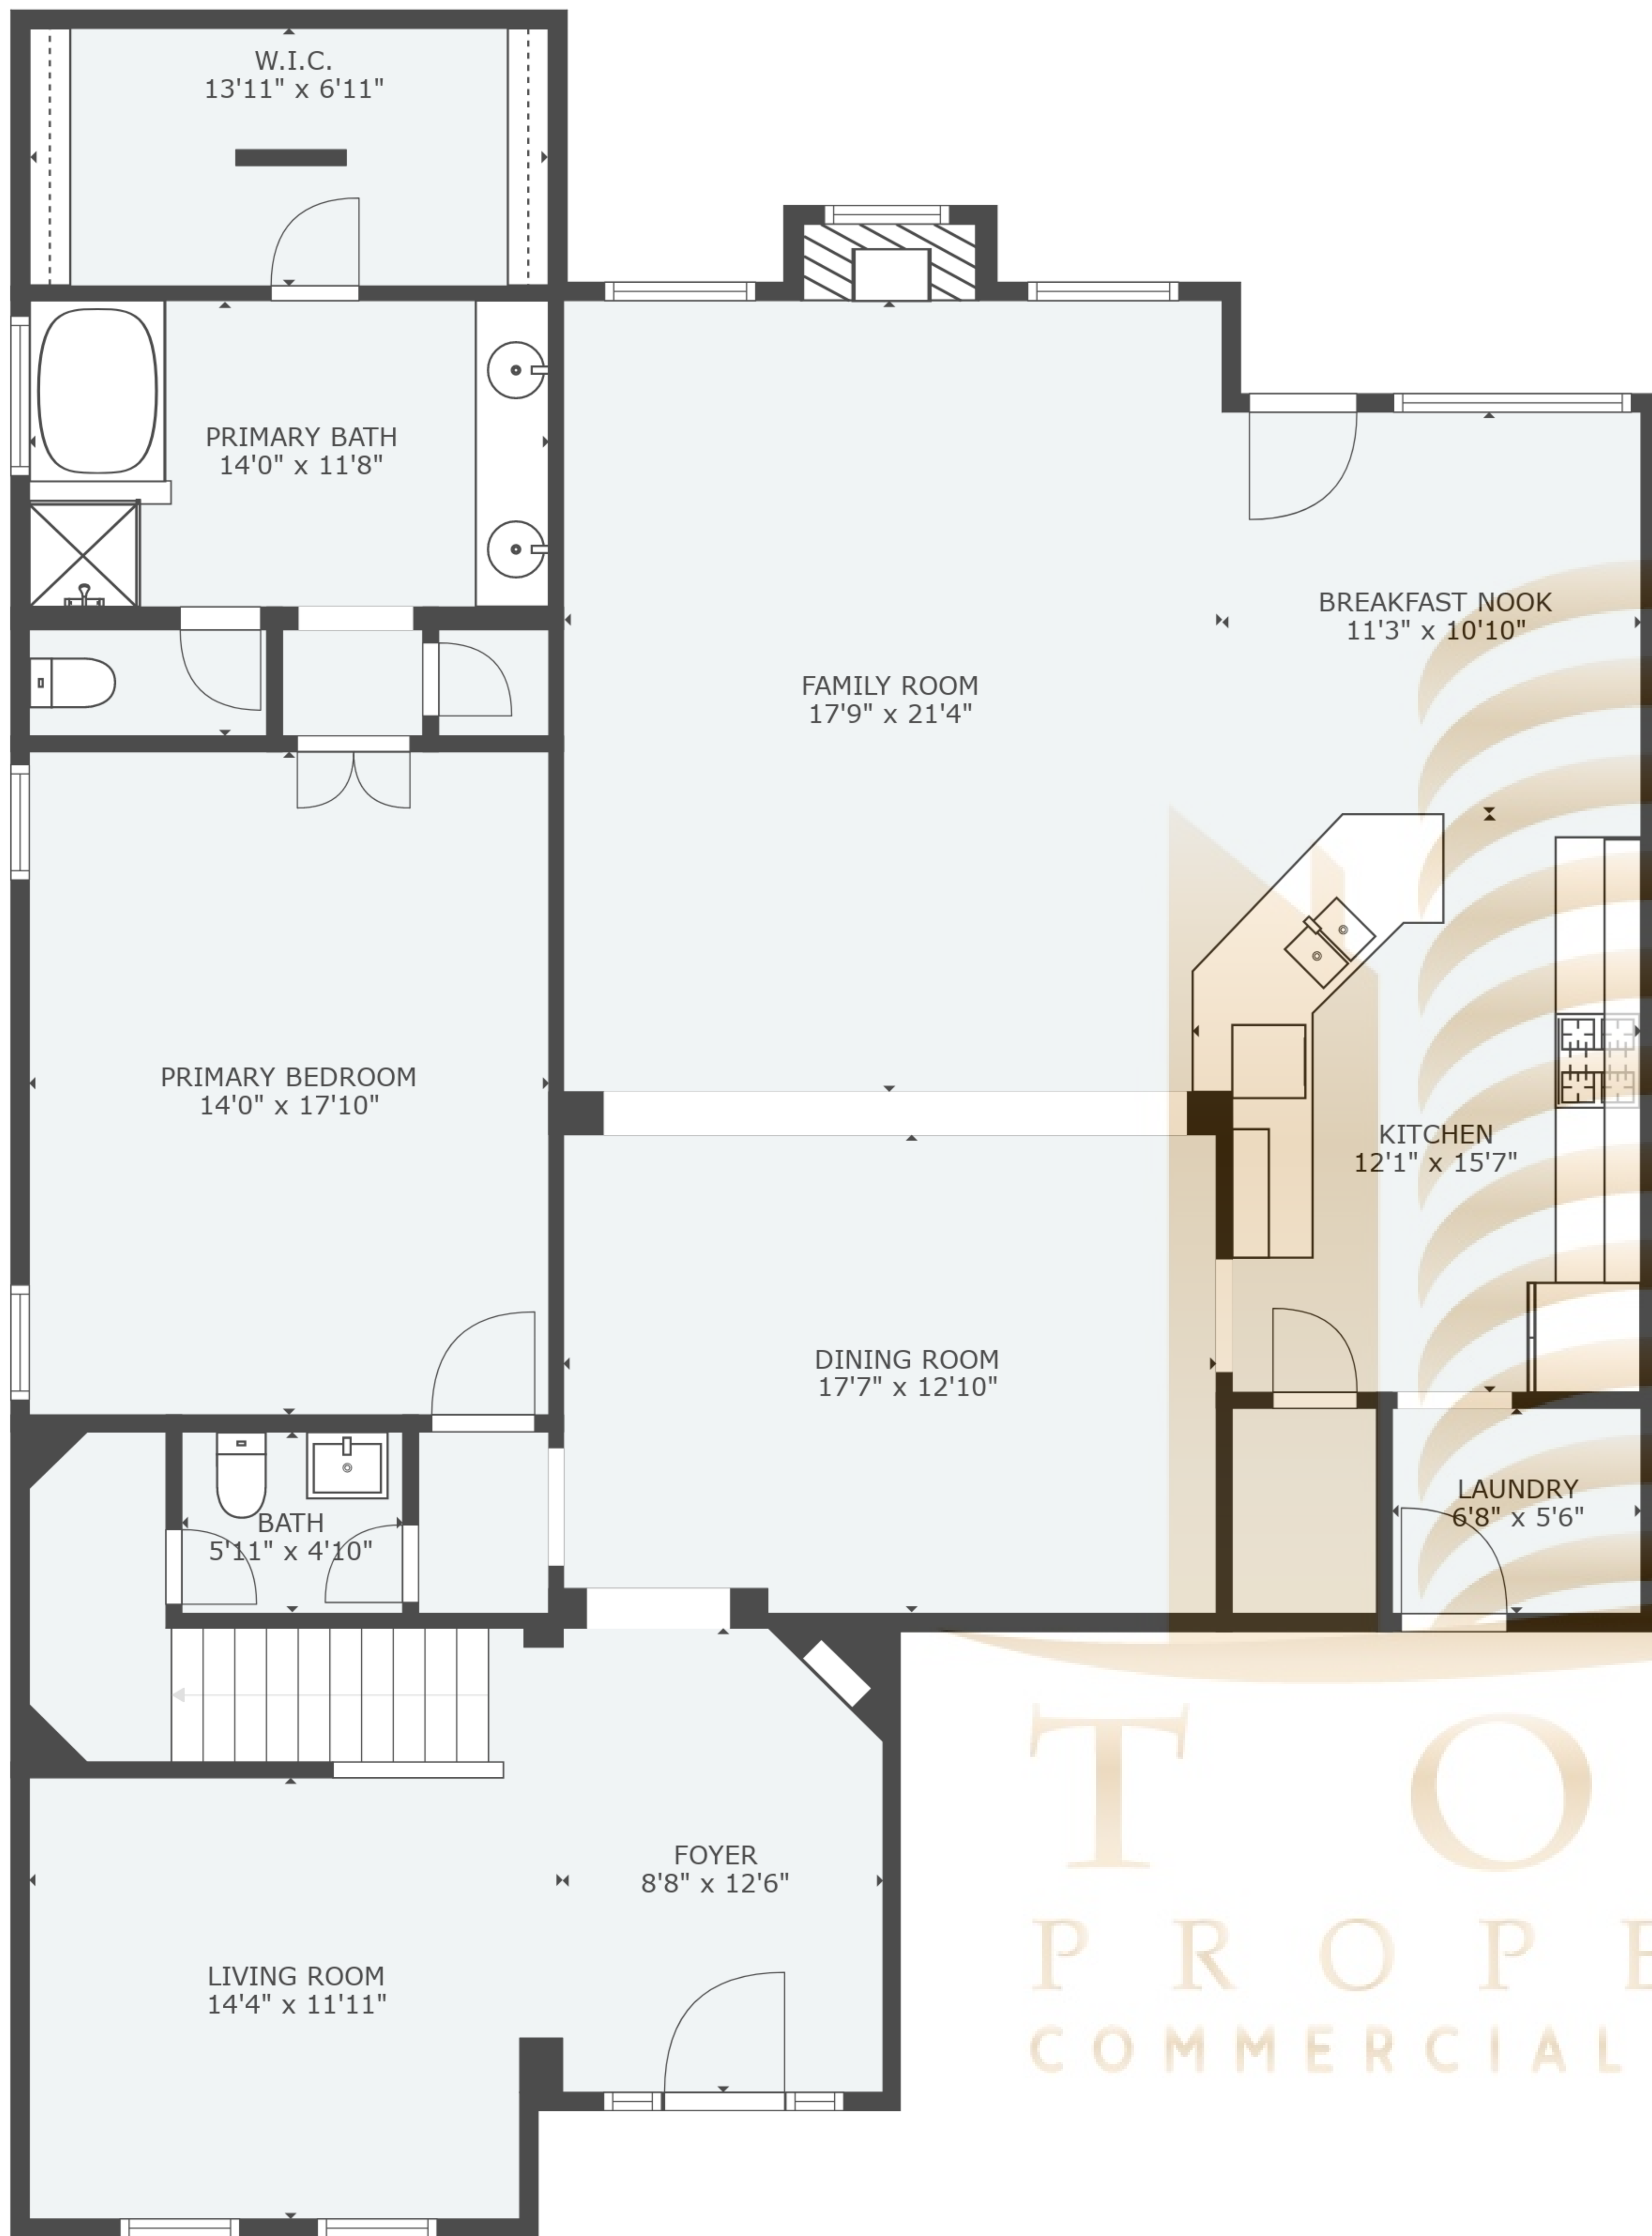 W.I.C.
13'11" x 6'11"
PRIMARY BATH
14'0" x 11'8"
BREAKFAST NOOK
11'3" x 10'10"
FAMILY ROOM
17'9" x 21'4"
PRIMARY BEDROOM
14'0" x 17'10"
KITCHEN
12'1" x 15'7"
DINING ROOM
17'7" x 12'10"
LAUNDRY
6'8" x 5'6"
BATH
5'11" x 4'10"
FOYER
8'8" x 12'6"
LIVING ROOM
14'4" x 11'11"
T O
P R O P E
COMMERCIAL